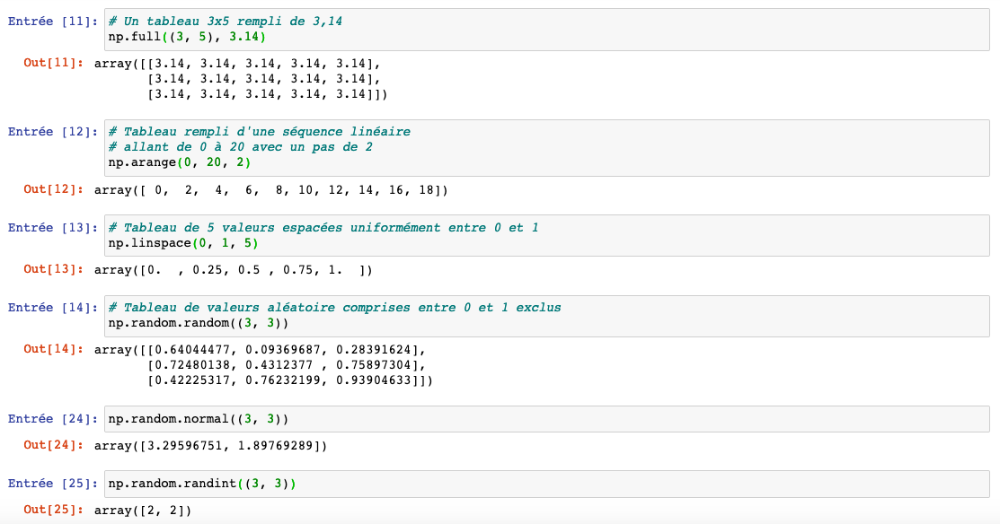 Entrée [11]: # Un tableau 3x5 rempli de 3,14
np.full((3, 5), 3.14)
Out[11]: array([[3.14, 3.14, 3.14, 3.14, 3.14],
[3.14, 3.14, 3.14, 3.14, 3.14],
[3.14, 3.14, 3.14, 3.14, 3.14]])
Entrée [12]: # Tableau rempli d'une séquence linéaire
# allant de 0 à 20 avec un pas de 2
np.arange(0, 20, 2)
Out[12]: array([ 0,  2,  4,  6,  8, 10, 12, 14, 16, 18])
Entrée [13]: # Tableau de 5 valeurs espacées uniformément entre 0 et 1
np.linspace(0, 1, 5)
Out[13]: array([0.  , 0.25, 0.5 , 0.75, 1.  ])
Entrée [14]: # Tableau de valeurs aléatoire comprises entre 0 et 1 exclus
np.random.random((3, 3))
Out[14]: array([[0.64044477, 0.09369687, 0.28391624],
[0.72480138, 0.4312377 , 0.75897304],
[0.42225317, 0.76232199, 0.93904633]])
Entrée [24]: np.random.normal((3, 3))
Out[24]: array([3.29596751, 1.89769289])
Entrée [25]: np.random.randint((3, 3))
Out[25]: array([2, 2])